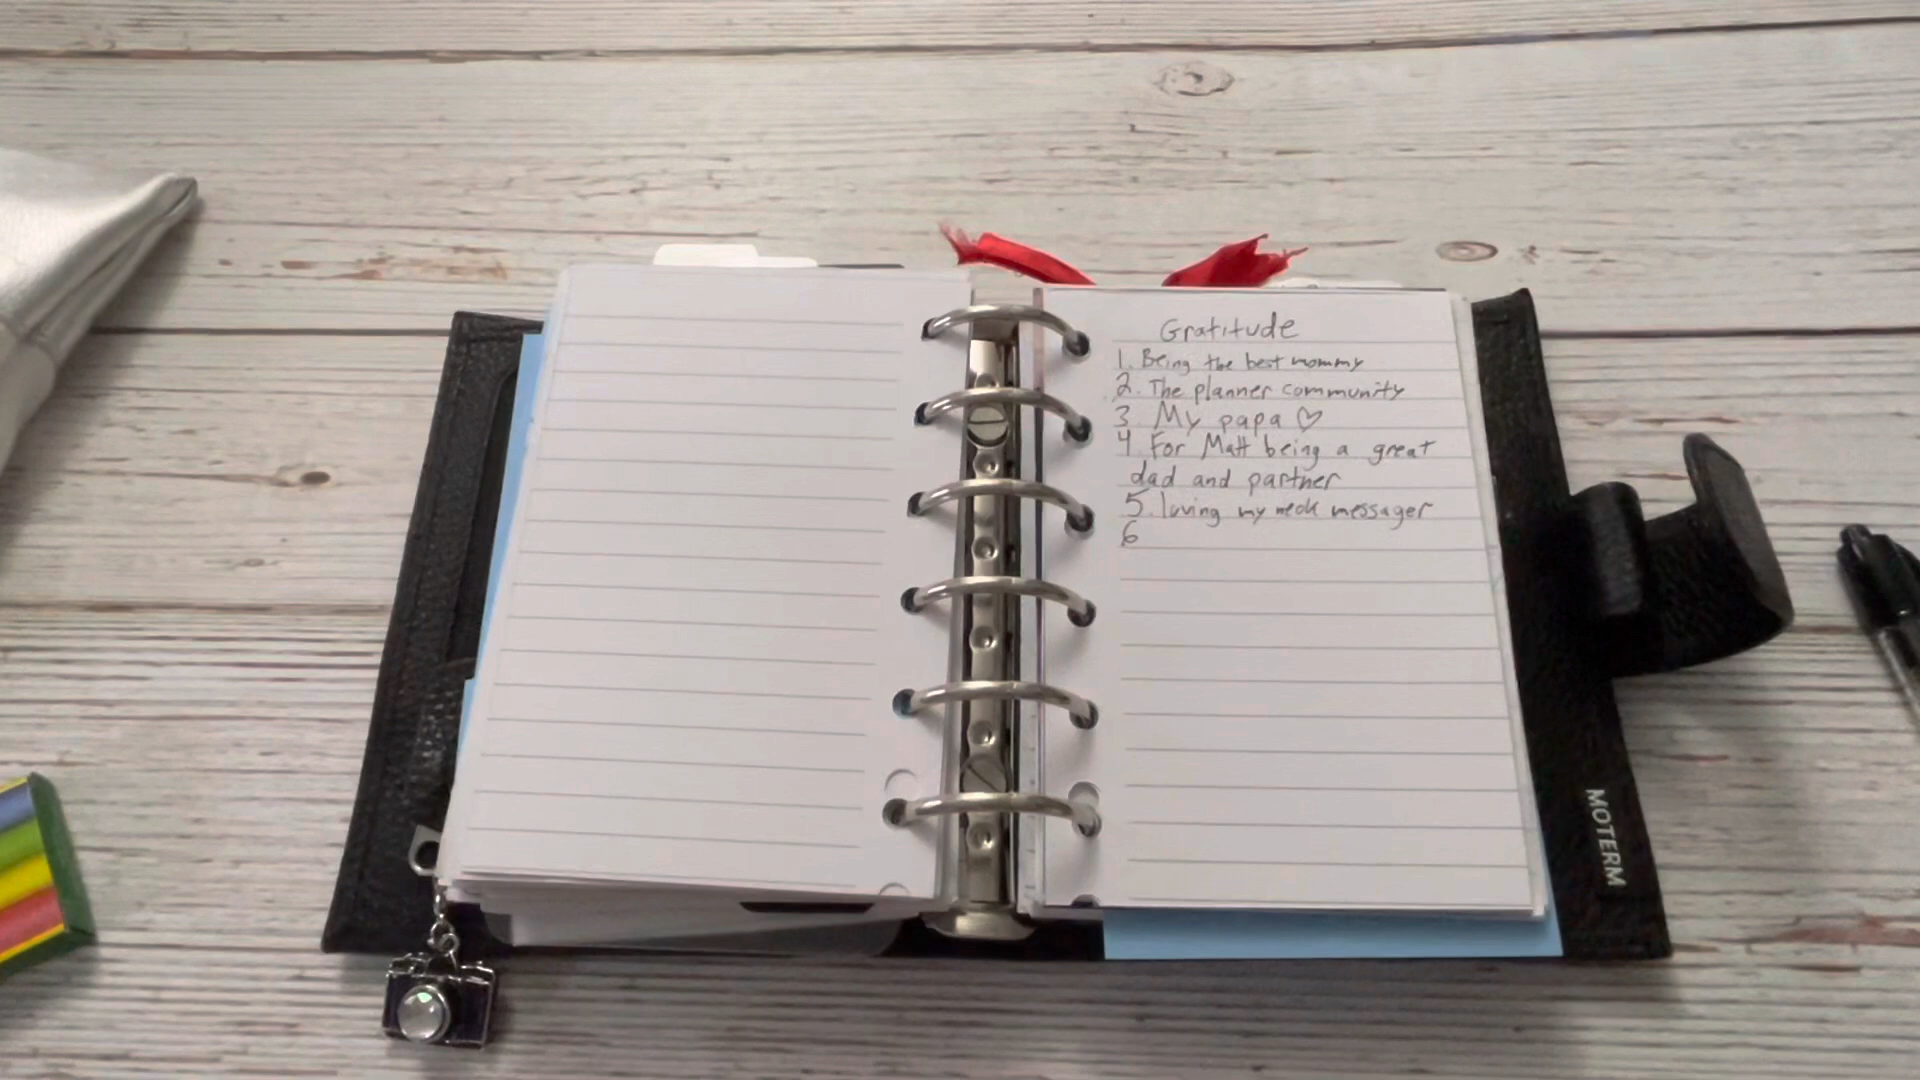 Gratitude
1. Being the best mommy
2. The planner community
3. My papa ♡
4. For Matt being a great
dad and partner
5. loving my neck messager
6
MOTERM